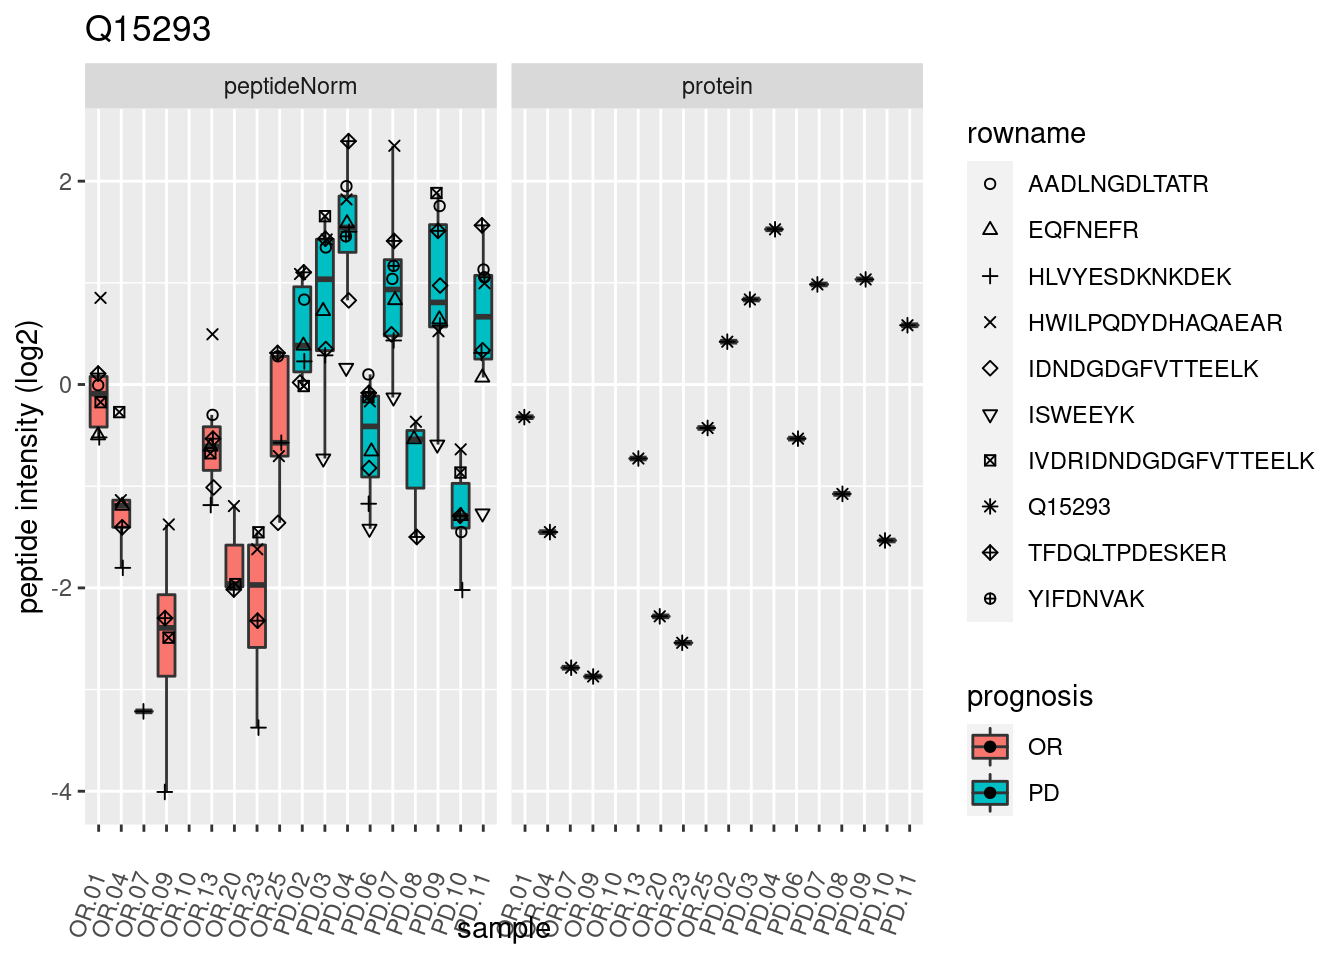 Q15293
peptideNorm
protein
peptide intensity (log2)
2
0
-2
-4
OR.01
OR.04
OR.07
OR.09
OR.10
OR.13
OR.20
OR.23
OR.25
PD.02
PD.03
PD.04
PD.06
PD.07
PD.08
PD.09
PD.10
PD.11
OR.01
OR.04
OR.07
OR.09
OR.10
OR.13
OR.20
OR.23
OR.25
PD.02
PD.03
PD.04
PD.06
PD.07
PD.08
PD.09
PD.10
PD.11
sample
rowname
AADLNGDLTATR
EQFNEFR
HLVYESDKNKDEK
HWILPQDYDHAQAEAR
IDNDGDGFVTTEELK
ISWEEYK
IVDRIDNDGDGFVTTEELK
Q15293
TFDQLTPDESKER
YIFDNVAK
prognosis
OR
PD